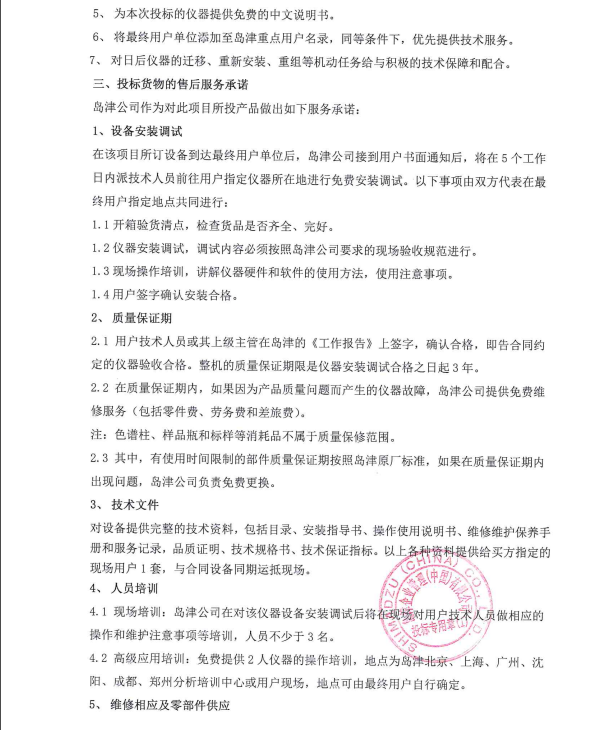 5、 为本次投标的仪器提供免费的中文说明书。
6、 将最终用户单位添加至岛津重点用户名录，同等条件下，优先提供技术服务。
7、 对日后仪器的迁移、重新安装、重组等机动任务给与积极的技术保障和配合。
三、投标货物的售后服务承诺
岛津公司作为对此项目所投产品做出如下服务承诺：
1、设备安装调试
在该项目所订设备到达最终用户单位后，岛津公司接到用户书面通知后，将在 5 个工作
日内派技术人员前往用户指定仪器所在地进行免费安装调试。以下事项由双方代表在最
终用户指定地点共同进行：
1.1 开箱验货清点，检查货品是否齐全、完好。
1.2 仪器安装调试，调试内容必须按照岛津公司要求的现场验收规范进行。
1.3 现场操作培训，讲解仪器硬件和软件的使用方法，使用注意事项。
1.4 用户签字确认安装合格。
2、 质量保证期
2.1 用户技术人员或其上级主管在岛津的《工作报告》上签字，确认合格，即告合同约
定的仪器验收合格。整机的质量保证期限是仪器安装调试合格之日起 3 年。
2.2 在质量保证期内，如果因为产品质量问题而产生的仪器故障，岛津公司提供免费维
修服务（包括零件费、劳务费和差旅费）。
注：色谱柱、样品瓶和标样等消耗品不属于质量保修范围。
2.3 其中，有使用时间限制的部件质量保证期按照岛津原厂标准，如果在质量保证期内
出现问题，岛津公司负责免费更换。
3、 技术文件
对设备提供完整的技术资料，包括目录、安装指导书、操作使用说明书、维修维护保养手
册和服务记录，品质证明、技术规格书、技术保证指标。以上各种资料提供给买方指定的
现场用户 1 套，与合同设备同期运抵现场。
4、 人员培训
4.1 现场培训：岛津公司在对该仪器设备安装调试后将在现场对用户技术人员做相应的
操作和维护注意事项等培训，人员不少于 3 名。
4.2 高级应用培训：免费提供 2 人仪器的操作培训，地点为岛津北京、上海、广州、沈
阳、成都、郑州分析培训中心或用户现场，地点可由最终用户自行确定。
5、 维修相应及零部件供应
SHIMADZU (CHINA) CO., LTD.
企业管理(中国)有限公司
投标专用章